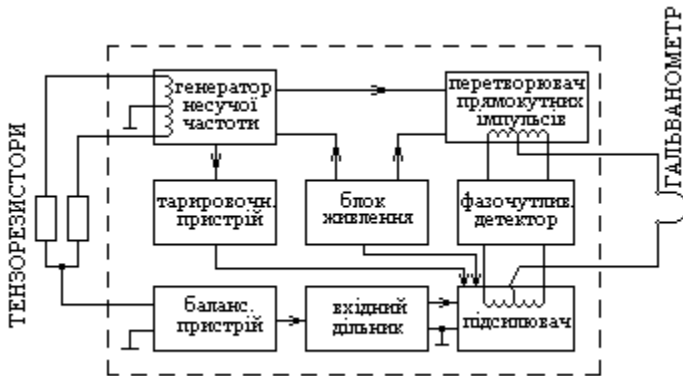 генератор
несучої
частоти
перетворювач
прямокутних
імпульсів
ГАЛЬВАНОМЕТР
ТЕНЗОРЕЗИСТОРИ
тарировочн.
пристрій
блок
живлення
фазочутлив.
детектор
баланс.
пристрій
вхідний
дільник
підсилювач